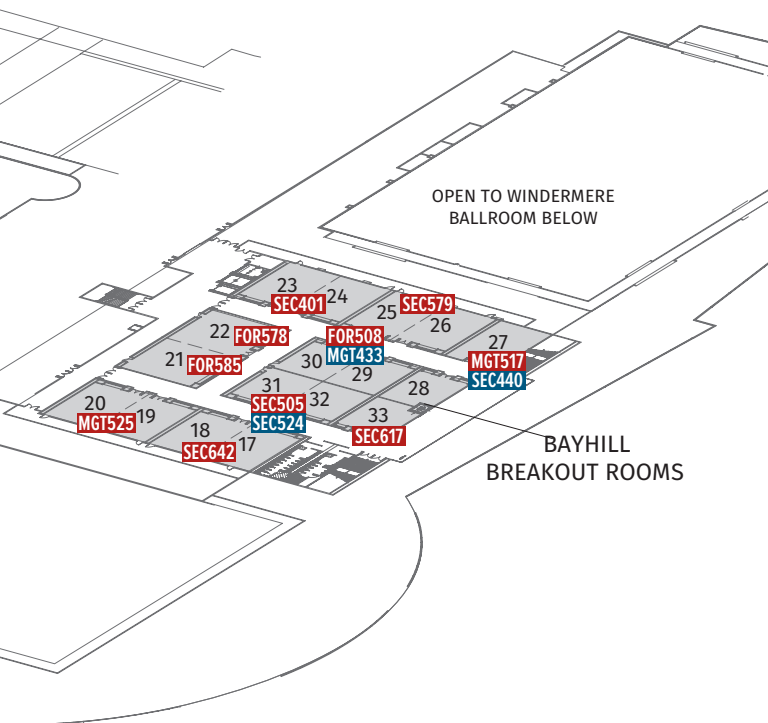 OPEN TO WINDERMERE
BALLROOM BELOW
23
24
SEC401
25
SEC579
26
22
FOR578
FOR508
MGT433
27
MGT517
SEC440
21
FOR585
30
29
28
31
SEC505
SEC524
32
20
19
MGT525
33
SEC617
18
17
SEC642
BAYHILL
BREAKOUT ROOMS